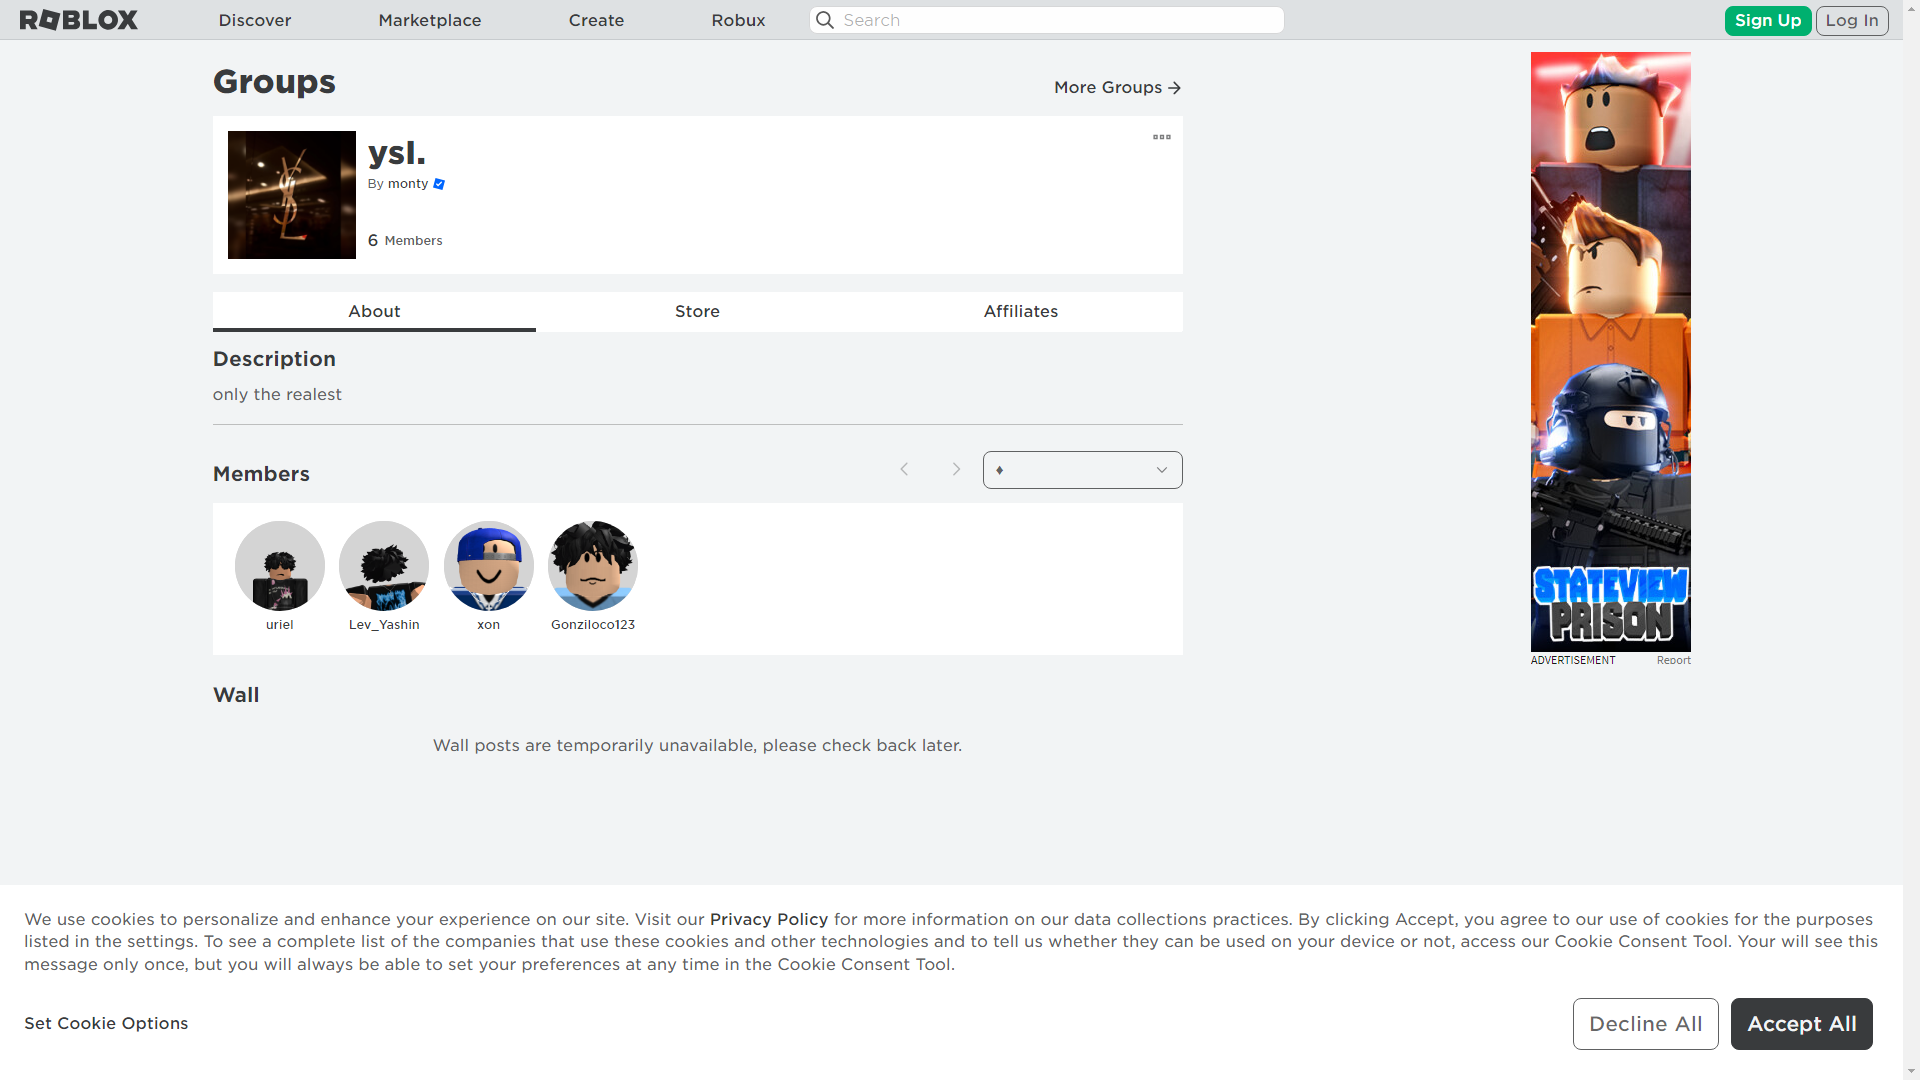 ROBLOX
Discover
Marketplace
Create
Robux
Search
Sign Up
Log In
Groups
More Groups
ysl.
By monty
6 Members
About
Store
Affiliates
Description
only the realest
Members
♦
uriel
Lev_Yashin
xon
Gonziloco123
Wall
Wall posts are temporarily unavailable, please check back later.
STATEVIEW
PRISON
ADVERTISEMENT
Report
We use cookies to personalize and enhance your experience on our site. Visit our Privacy Policy for more information on our data collections practices. By clicking Accept, you agree to our use of cookies for the purposes
listed in the settings. To see a complete list of the companies that use these cookies and other technologies and to tell us whether they can be used on your device or not, access our Cookie Consent Tool. Your will see this
message only once, but you will always be able to set your preferences at any time in the Cookie Consent Tool.
Set Cookie Options
Decline All
Accept All